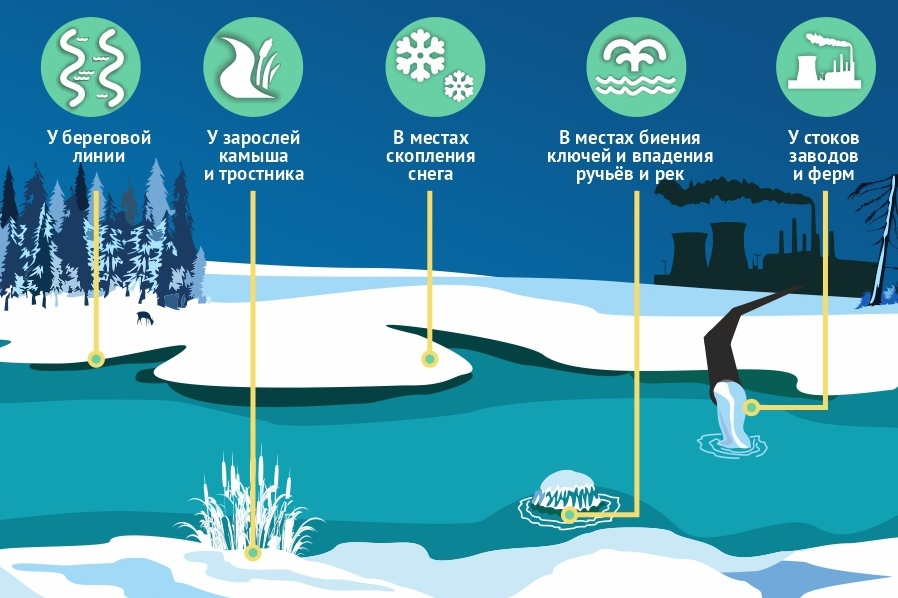 У береговой
линии
У зарослей
камыша
и тростника
В местах
скопления
снега
В местах биения
ключей и впадения
ручьёв и рек
У стоков
заводов
и ферм